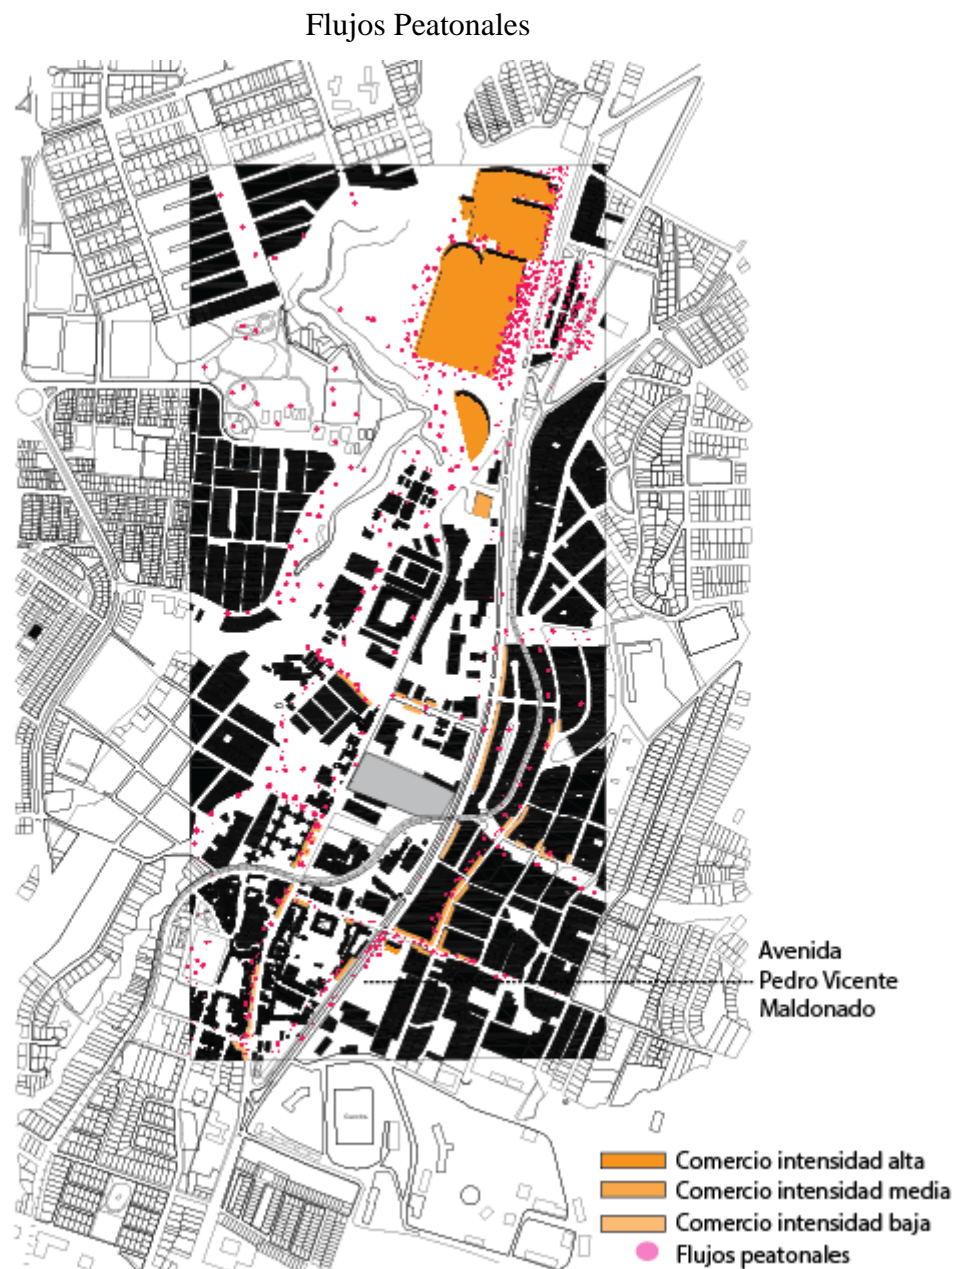 Flujos Peatonales
Avenida
Pedro Vicente
Maldonado
Comercio intensidad alta
Comercio intensidad media
Comercio intensidad baja
Flujos peatonales